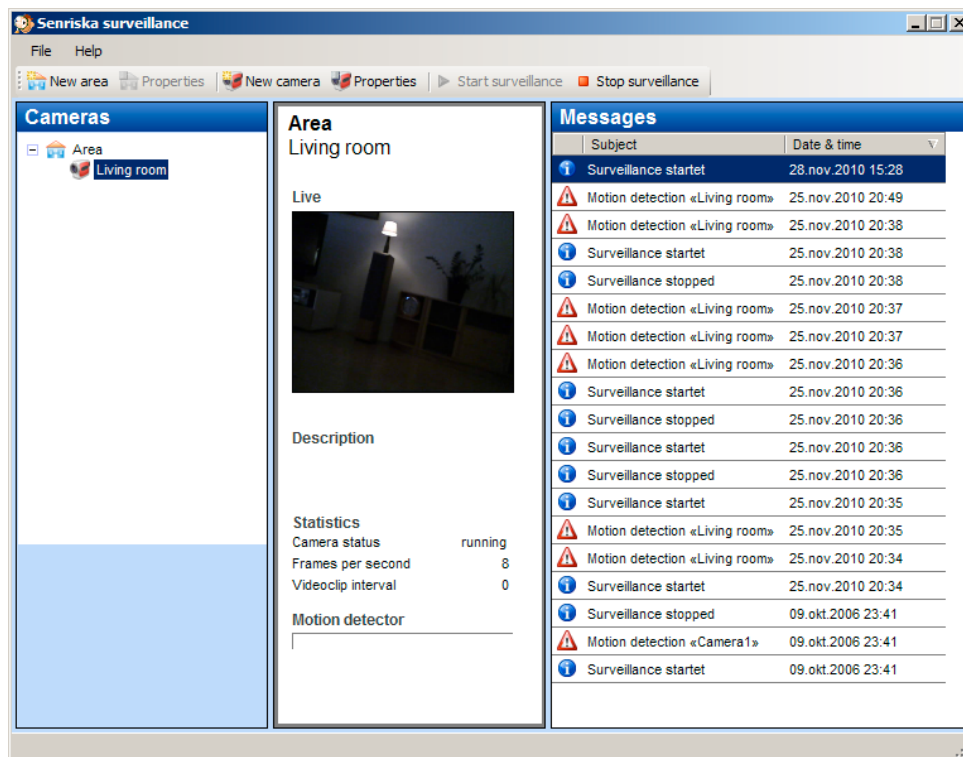 Senriska surveillance
File Help
New area Properties New camera Properties Start surveillance Stop surveillance
Cameras
Area
Living room
Area
Living room
Live
Description
Statistics
Camera status running
Frames per second 8
Videoclip interval 0
Motion detector
Messages
Subject Date & time
Surveillance startet 28.nov.2010 15:28
Motion detection «Living room» 25.nov.2010 20:49
Motion detection «Living room» 25.nov.2010 20:38
Surveillance startet 25.nov.2010 20:38
Surveillance stopped 25.nov.2010 20:38
Motion detection «Living room» 25.nov.2010 20:37
Motion detection «Living room» 25.nov.2010 20:37
Motion detection «Living room» 25.nov.2010 20:36
Surveillance startet 25.nov.2010 20:36
Surveillance stopped 25.nov.2010 20:36
Surveillance startet 25.nov.2010 20:36
Surveillance stopped 25.nov.2010 20:36
Surveillance startet 25.nov.2010 20:35
Motion detection «Living room» 25.nov.2010 20:35
Motion detection «Living room» 25.nov.2010 20:34
Surveillance startet 25.nov.2010 20:34
Surveillance stopped 09.okt.2006 23:41
Motion detection «Camera1» 09.okt.2006 23:41
Surveillance startet 09.okt.2006 23:41